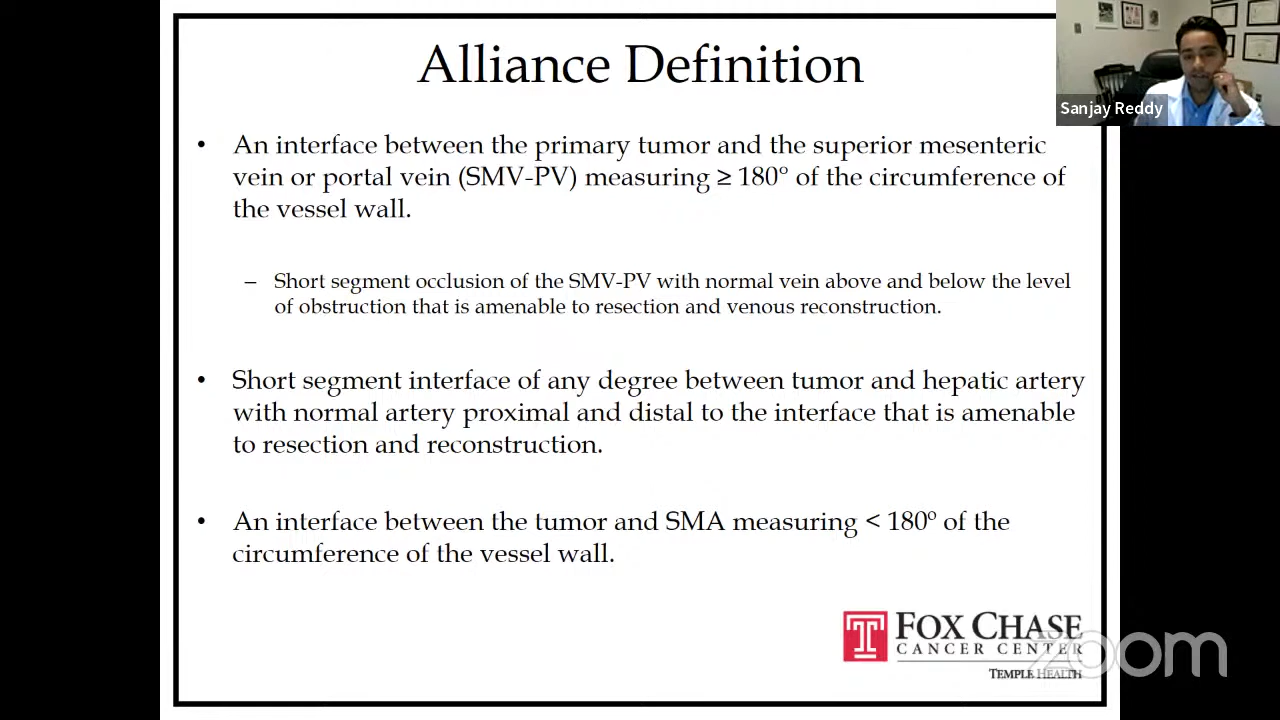 Alliance Definition
Sanjay Reddy
• An interface between the primary tumor and the superior mesenteric
vein or portal vein (SMV-PV) measuring ≥ 180º of the circumference of
the vessel wall.
– Short segment occlusion of the SMV-PV with normal vein above and below the level
of obstruction that is amenable to resection and venous reconstruction.
• Short segment interface of any degree between tumor and hepatic artery
with normal artery proximal and distal to the interface that is amenable
to resection and reconstruction.
• An interface between the tumor and SMA measuring < 180º of the
circumference of the vessel wall.
FOX CHASE
CANCER CENTER
TEMPLE HEALTH
zoom